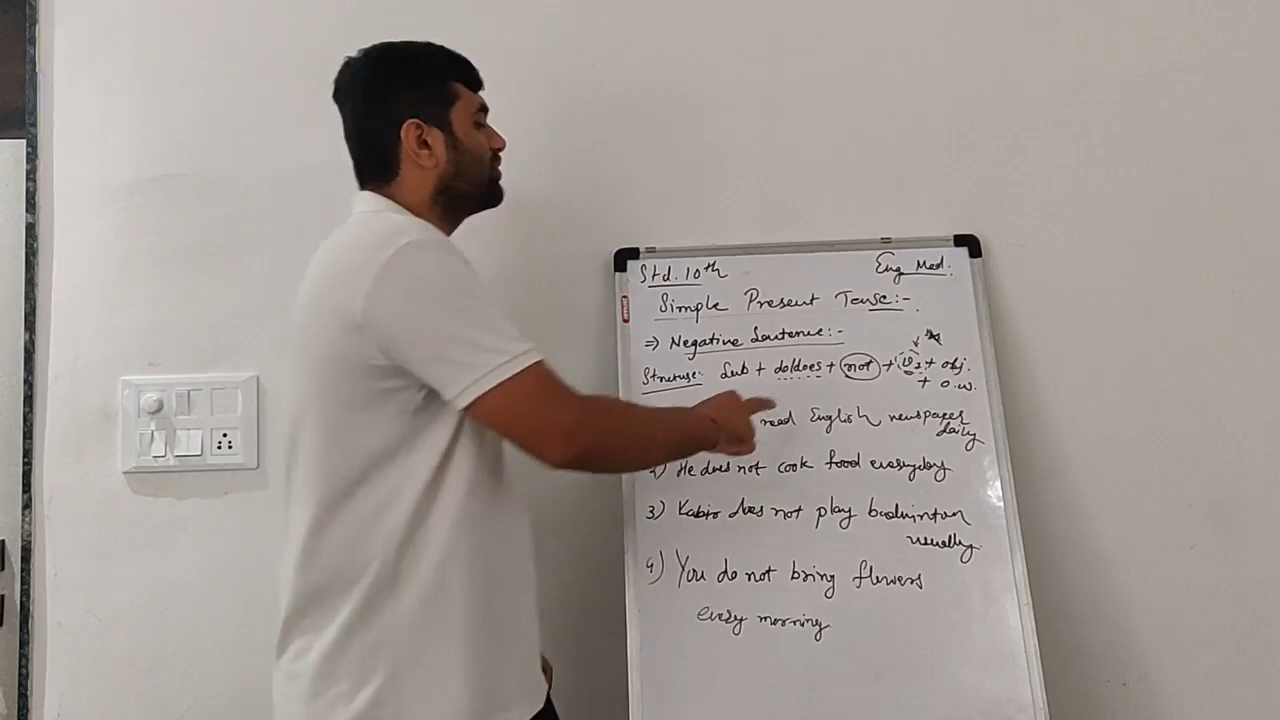 Std. 10th
Eng Med.
Simple Present Tense:-
⇒ Negative Sentence:-
Structure: Sub + do/does + not + V1 + obj.
+ o.w.
read English newspaper
daily
2) He does not cook food everyday
3) Kabir does not play badminton
usually.
4) You do not bring flowers
every morning.